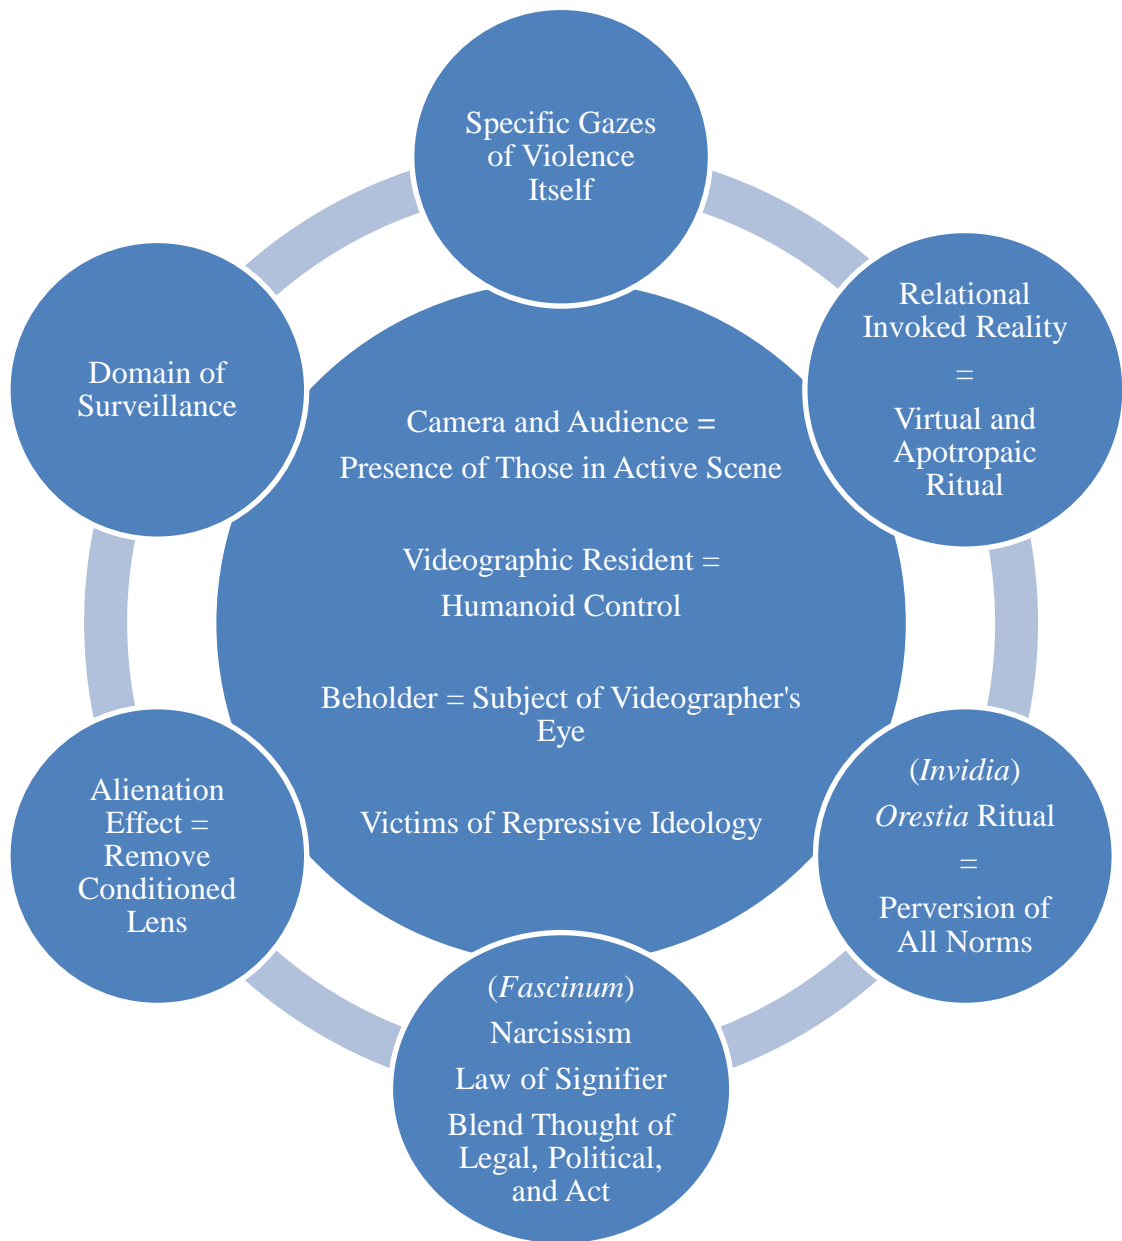 Specific Gazes
of Violence
Itself
Relational
Invoked Reality
=
Virtual and
Apotropaic
Ritual
(Invidia)
Orestia Ritual
=
Perversion of
All Norms
(Fascinum)
Narcissism
Law of Signifier
Blend Thought of
Legal, Political,
and Act
Alienation
Effect =
Remove
Conditioned
Lens
Domain of
Surveillance
Camera and Audience =
Presence of Those in Active Scene
Videographic Resident =
Humanoid Control
Beholder = Subject of Videographer's
Eye
Victims of Repressive Ideology